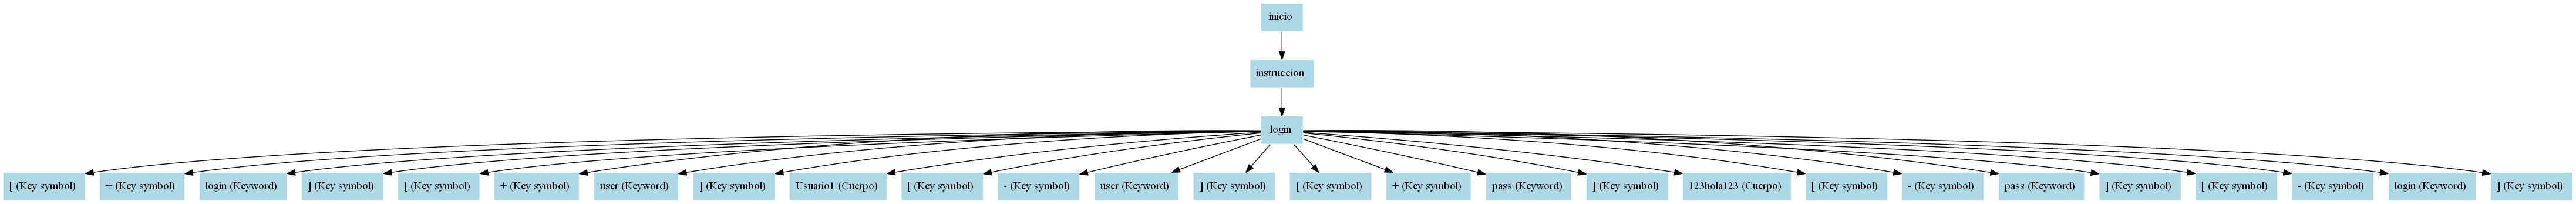 inicio
instruccion
login
[ (Key symbol)
+ (Key symbol)
login (Keyword)
] (Key symbol)
[ (Key symbol)
+ (Key symbol)
user (Keyword)
] (Key symbol)
Usuario1 (Cuerpo)
[ (Key symbol)
- (Key symbol)
user (Keyword)
] (Key symbol)
[ (Key symbol)
+ (Key symbol)
pass (Keyword)
] (Key symbol)
123hola123 (Cuerpo)
[ (Key symbol)
- (Key symbol)
pass (Keyword)
] (Key symbol)
[ (Key symbol)
- (Key symbol)
login (Keyword)
] (Key symbol)